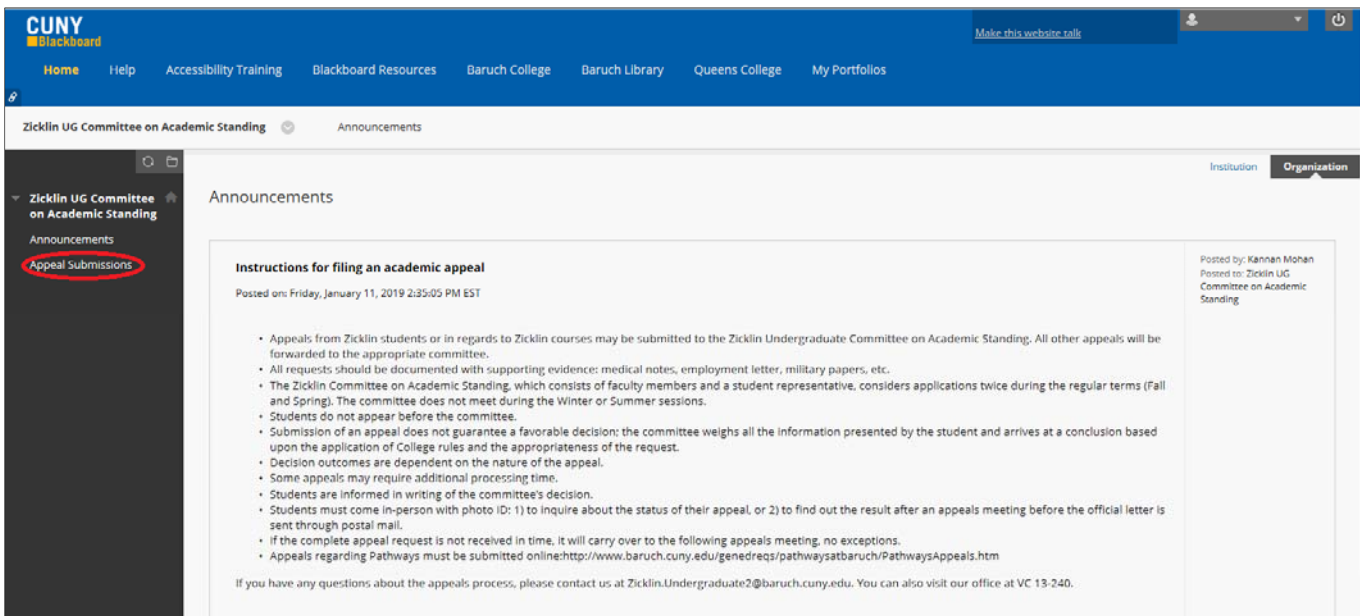 CUNY
Blackboard
Make this website talk
Home Help Accessibility Training Blackboard Resources Baruch College Baruch Library Queens College My Portfolios
Zicklin UG Committee on Academic Standing Announcements
Institution Organization
Zicklin UG Committee
on Academic Standing
Announcements
Appeal Submissions
Announcements
Instructions for filing an academic appeal
Posted on: Friday, January 11, 2019 2:35:05 PM EST
• Appeals from Zicklin students or in regards to Zicklin courses may be submitted to the Zicklin Undergraduate Committee on Academic Standing. All other appeals will be
forwarded to the appropriate committee.
• All requests should be documented with supporting evidence: medical notes, employment letter, military papers, etc.
• The Zicklin Committee on Academic Standing, which consists of faculty members and a student representative, considers applications twice during the regular terms (Fall
and Spring). The committee does not meet during the Winter or Summer sessions.
• Students do not appear before the committee.
• Submission of an appeal does not guarantee a favorable decision; the committee weighs all the information presented by the student and arrives at a conclusion based
upon the application of College rules and the appropriateness of the request.
• Decision outcomes are dependent on the nature of the appeal.
• Some appeals may require additional processing time.
• Students are informed in writing of the committee's decision.
• Students must come in-person with photo ID: 1) to inquire about the status of their appeal, or 2) to find out the result after an appeals meeting before the official letter is
sent through postal mail.
• If the complete appeal request is not received in time, it will carry over to the following appeals meeting, no exceptions.
• Appeals regarding Pathways must be submitted online:http://www.baruch.cuny.edu/genedreqs/pathwaysatbaruch/PathwaysAppeals.htm
If you have any questions about the appeals process, please contact us at Zicklin.Undergraduate2@baruch.cuny.edu. You can also visit our office at VC 13-240.
Posted by: Kannan Mohan
Posted to: Zicklin UG
Committee on Academic
Standing